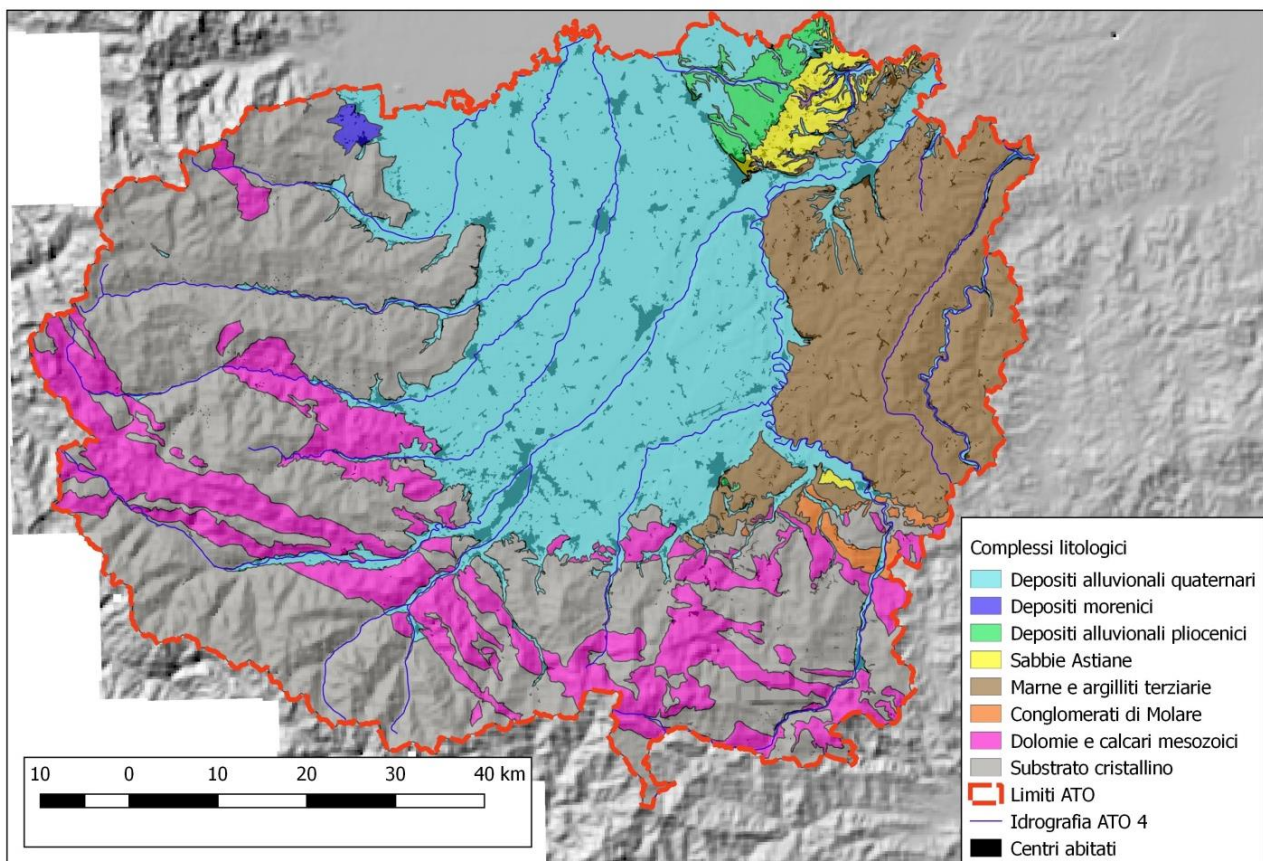 Complessi litologici
Depositi alluvionali quaternari
Depositi morenici
Depositi alluvionali pliocenici
Sabbie Astiane
Marne e argilliti terziarie
Conglomerati di Molare
Dolomie e calcari mesozoici
Substrato cristallino
Limiti ATO
Idrografia ATO 4
Centri abitati
10 0 10 20 30 40 km